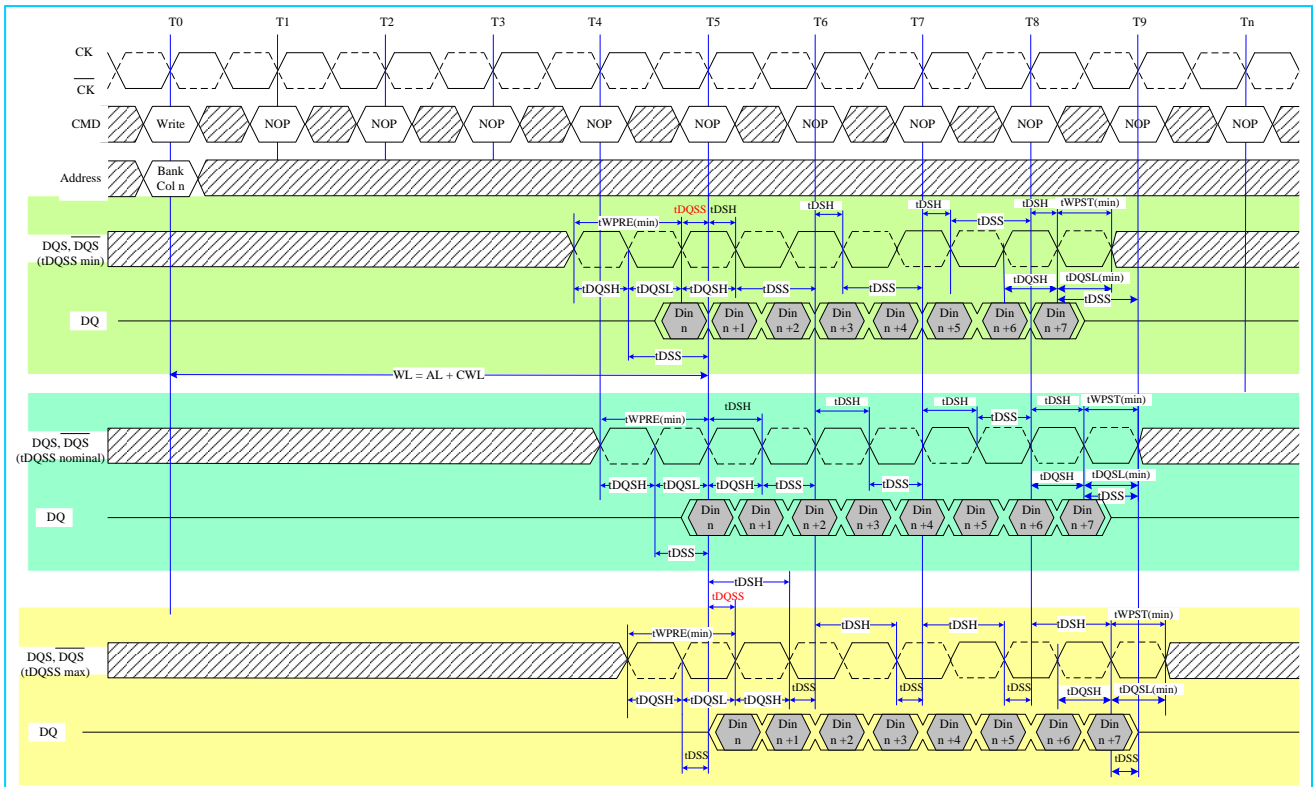 T0 T1 T2 T3 T4 T5 T6 T7 T8 T9 Tn
CK
CK
CMD Write NOP NOP NOP NOP NOP NOP NOP NOP NOP NOP
Address Bank
Col n
tDQSS tDSH tDSH tDSH tDSH tWPST(min)
tWPRE(min) tDSS
DQS, DQS
(tDQSS min)
tDQSH tDQSL tDQSH tDSS tDSS tDQSH tDQSL(min)
tDSS
DQ Din Din Din Din Din Din Din Din
n n +1 n +2 n +3 n +4 n +5 n +6 n +7
tDSS
WL = AL + CWL
tDSH tDSH tDSH tDSH tWPST(min)
tWPRE(min) tDSS
DQS, DQS
(tDQSS nominal)
tDQSH tDQSL tDQSH tDSS tDSS tDQSH tDQSL(min)
tDSS
DQ Din Din Din Din Din Din Din Din
n n +1 n +2 n +3 n +4 n +5 n +6 n +7
tDSS
tDSH
tDQSS
tWPRE(min) tDSH tDSH tDSH tWPST(min)
DQS, DQS
(tDQSS max)
tDSS tDSS tDSS
tDQSH tDQSL tDQSH tDQSH tDQSL(min)
DQ Din Din Din Din Din Din Din Din
n n +1 n +2 n +3 n +4 n +5 n +6 n +7
tDSS tDSS